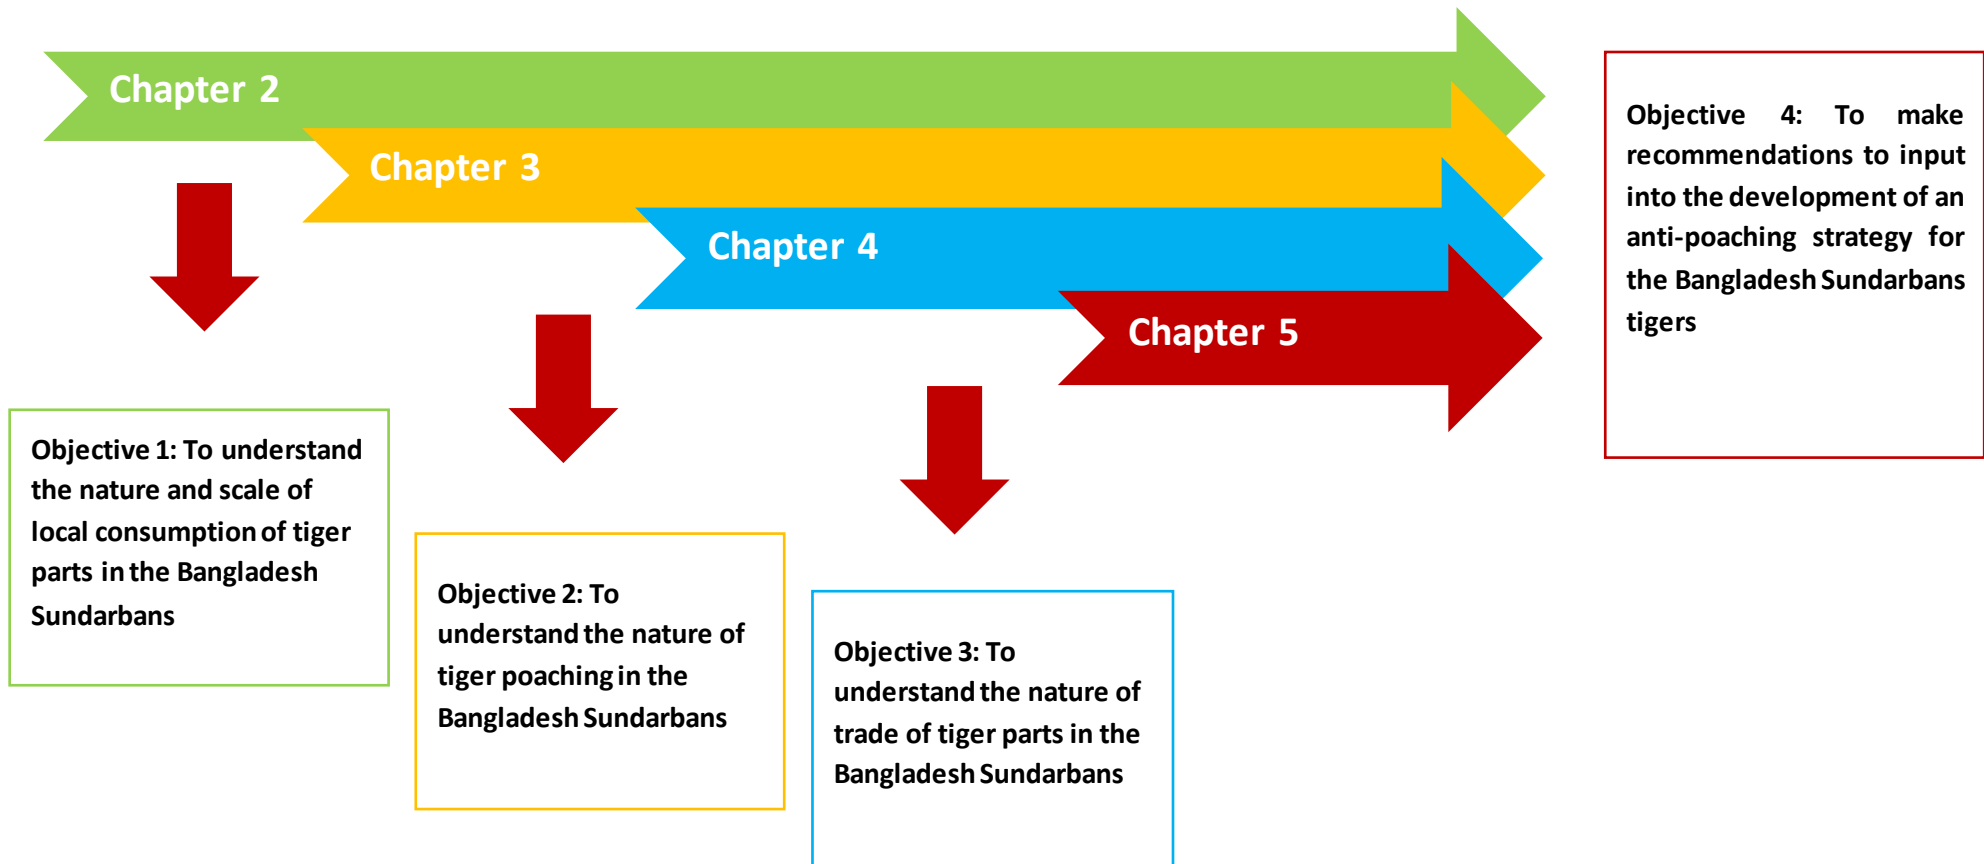 Chapter 2
Chapter 3
Chapter 4
Chapter 5
Objective 4: To make
recommendations to input
into the development of an
anti-poaching strategy for
the Bangladesh Sundarbans
tigers
Objective 1: To understand
the nature and scale of
local consumption of tiger
parts in the Bangladesh
Sundarbans
Objective 2: To
understand the nature of
tiger poaching in the
Bangladesh Sundarbans
Objective 3: To
understand the nature of
trade of tiger parts in the
Bangladesh Sundarbans